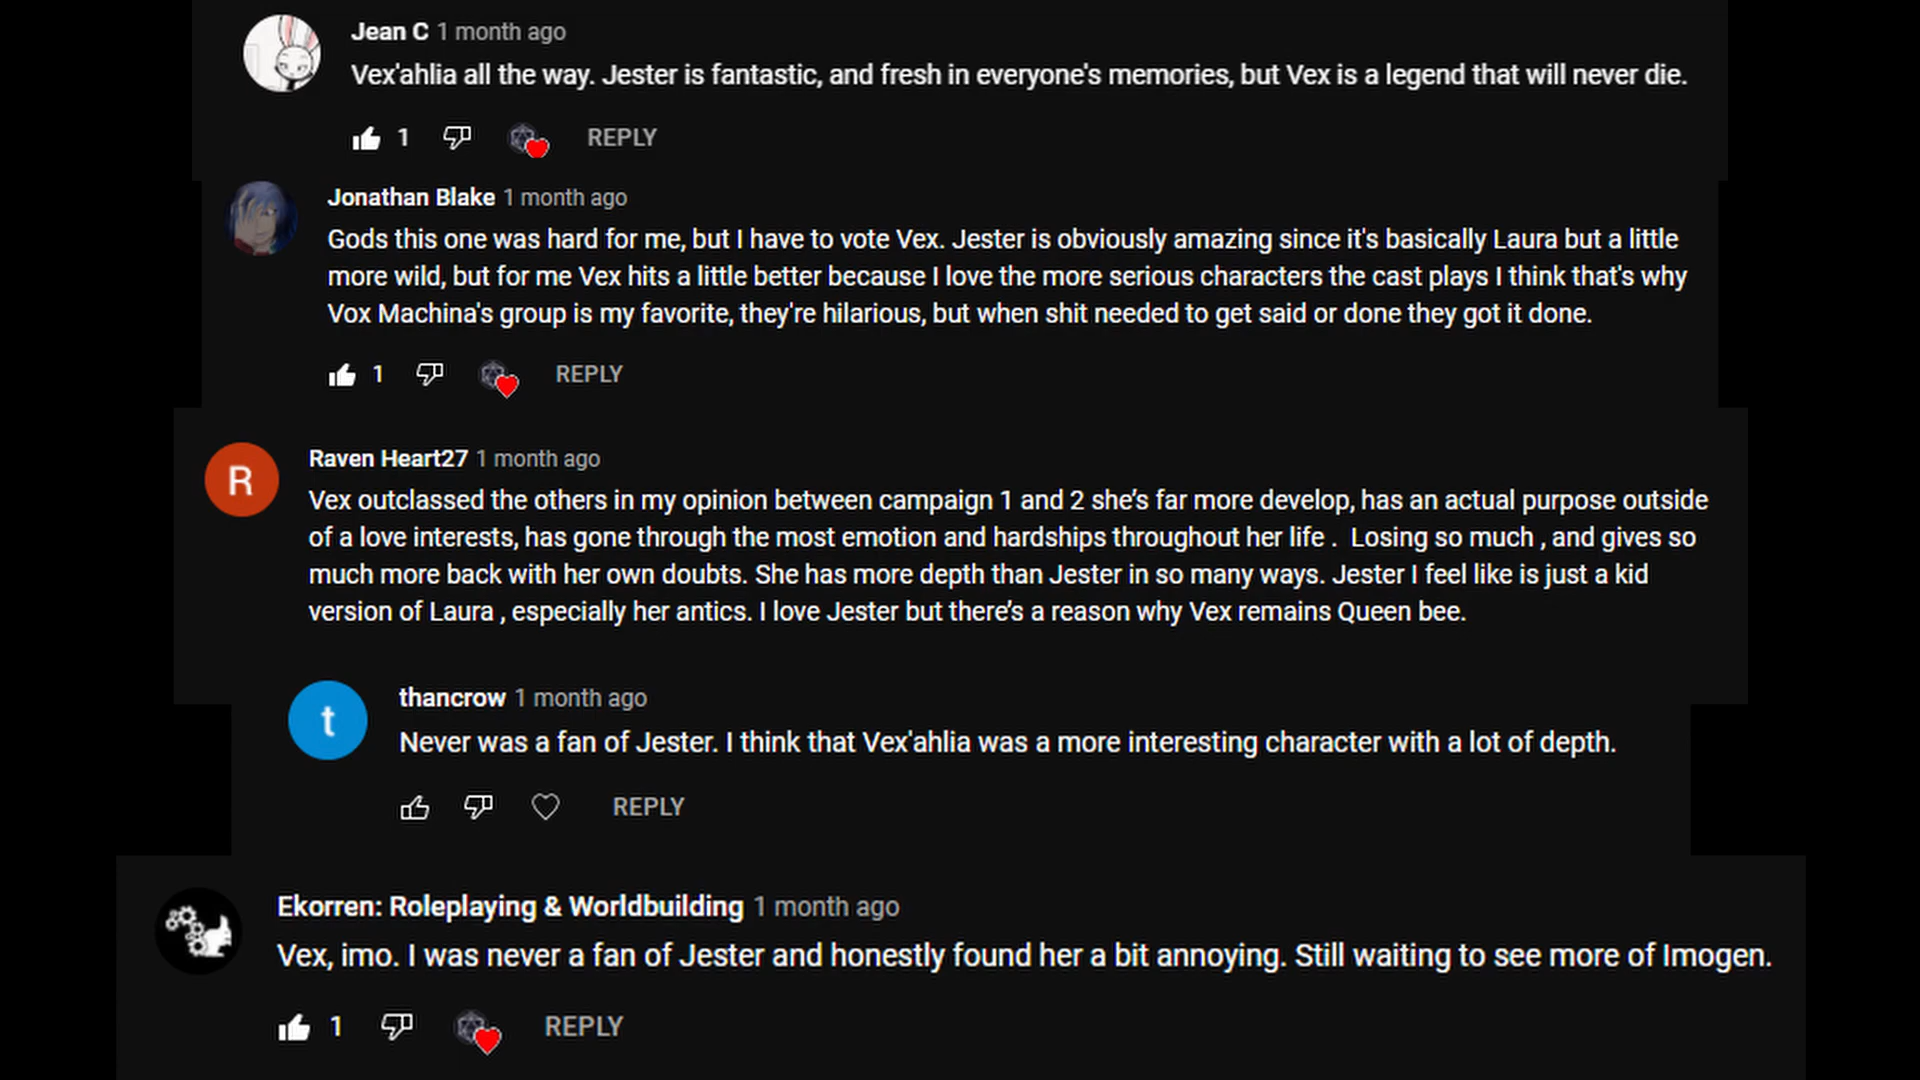 Jean C 1 month ago
Vex'ahlia all the way. Jester is fantastic, and fresh in everyone's memories, but Vex is a legend that will never die.
1 REPLY
Jonathan Blake 1 month ago
Gods this one was hard for me, but I have to vote Vex. Jester is obviously amazing since it's basically Laura but a little
more wild, but for me Vex hits a little better because I love the more serious characters the cast plays I think that's why
Vox Machina's group is my favorite, they're hilarious, but when shit needed to get said or done they got it done.
1 REPLY
R
Raven Heart27 1 month ago
Vex outclassed the others in my opinion between campaign 1 and 2 she’s far more develop, has an actual purpose outside
of a love interests, has gone through the most emotion and hardships throughout her life .  Losing so much , and gives so
much more back with her own doubts. She has more depth than Jester in so many ways. Jester I feel like is just a kid
version of Laura , especially her antics. I love Jester but there’s a reason why Vex remains Queen bee.
t
thancrow 1 month ago
Never was a fan of Jester. I think that Vex'ahlia was a more interesting character with a lot of depth.
REPLY
Ekorren: Roleplaying & Worldbuilding 1 month ago
Vex, imo. I was never a fan of Jester and honestly found her a bit annoying. Still waiting to see more of Imogen.
1 REPLY